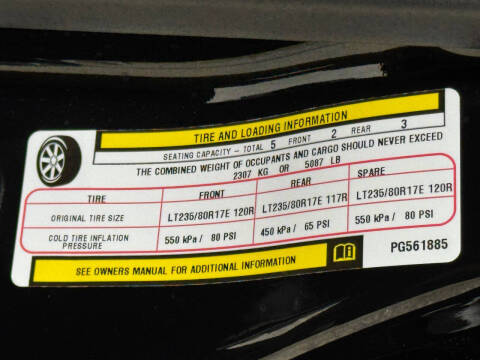 TIRE AND LOADING INFORMATION
SEATING CAPACITY - TOTAL 5 FRONT 2 REAR 3
THE COMBINED WEIGHT OF OCCUPANTS AND CARGO SHOULD NEVER EXCEED
2307 KG OR 5087 LB
TIRE FRONT REAR SPARE
ORIGINAL TIRE SIZE LT235/80R17E 120R LT235/80R17E 117R LT235/80R17E 120R
COLD TIRE INFLATION PRESSURE 550 kPa / 80 PSI 450 kPa / 65 PSI 550 kPa / 80 PSI
SEE OWNERS MANUAL FOR ADDITIONAL INFORMATION
PG561885